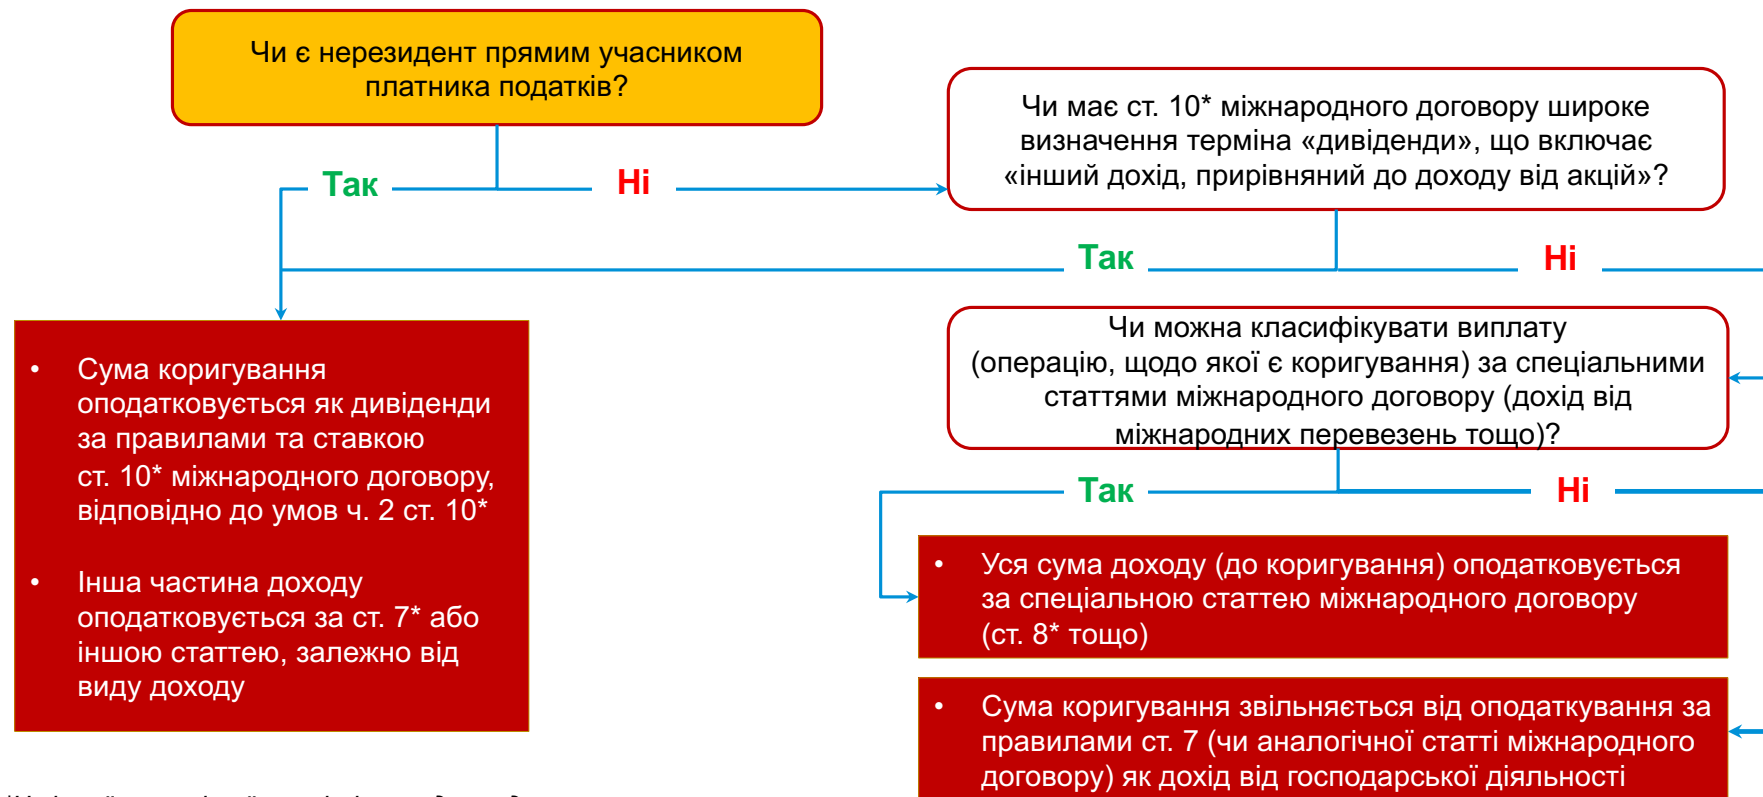 Чи є нерезидент прямим учасником
платника податків?
Чи має ст. 10* міжнародного договору широке
визначення терміна «дивіденди», що включає
«інший дохід, прирівняний до доходу від акцій»?
Так
Ні
Так
Ні
Чи можна класифікувати виплату
(операцію, щодо якої є коригування) за спеціальними
статтями міжнародного договору (дохід від
міжнародних перевезень тощо)?
• Сума коригування
оподатковується як дивіденди
за правилами та ставкою
ст. 10* міжнародного договору,
відповідно до умов ч. 2 ст. 10*
• Інша частина доходу
оподатковується за ст. 7* або
іншою статтею, залежно від
виду доходу
Так
Ні
• Уся сума доходу (до коригування) оподатковується
за спеціальною статтею міжнародного договору
(ст. 8* тощо)
• Сума коригування звільняється від оподаткування за
правилами ст. 7 (чи аналогічної статті міжнародного
договору) як дохід від господарської діяльності